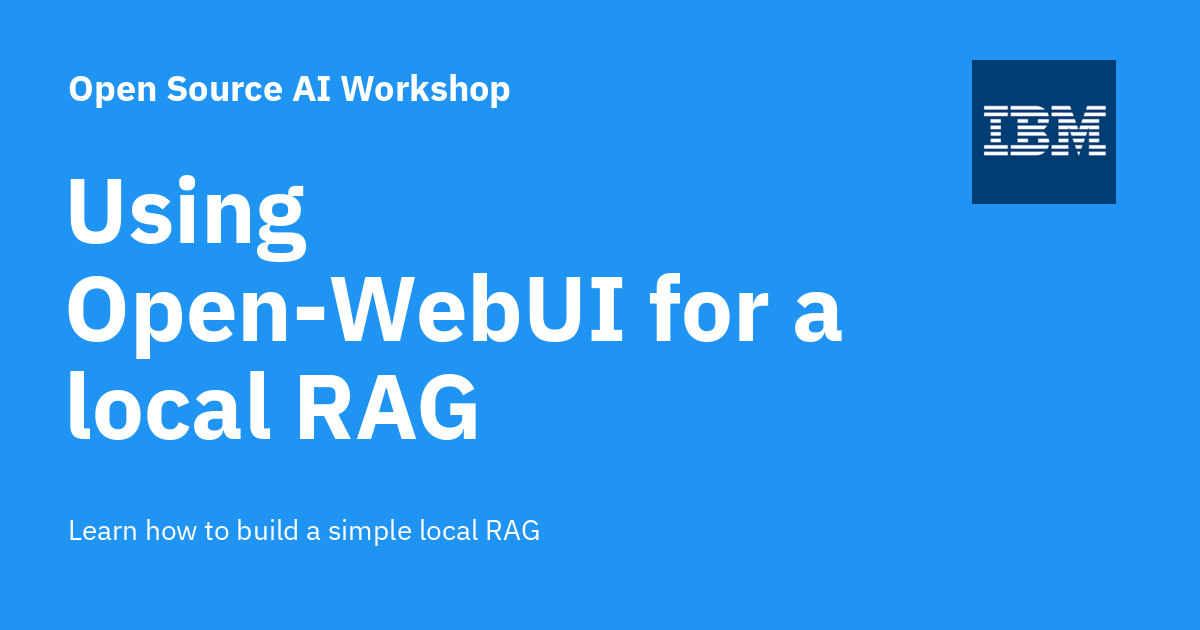 Open Source AI Workshop
IBM
Using
Open-WebUI for a
local RAG
Learn how to build a simple local RAG